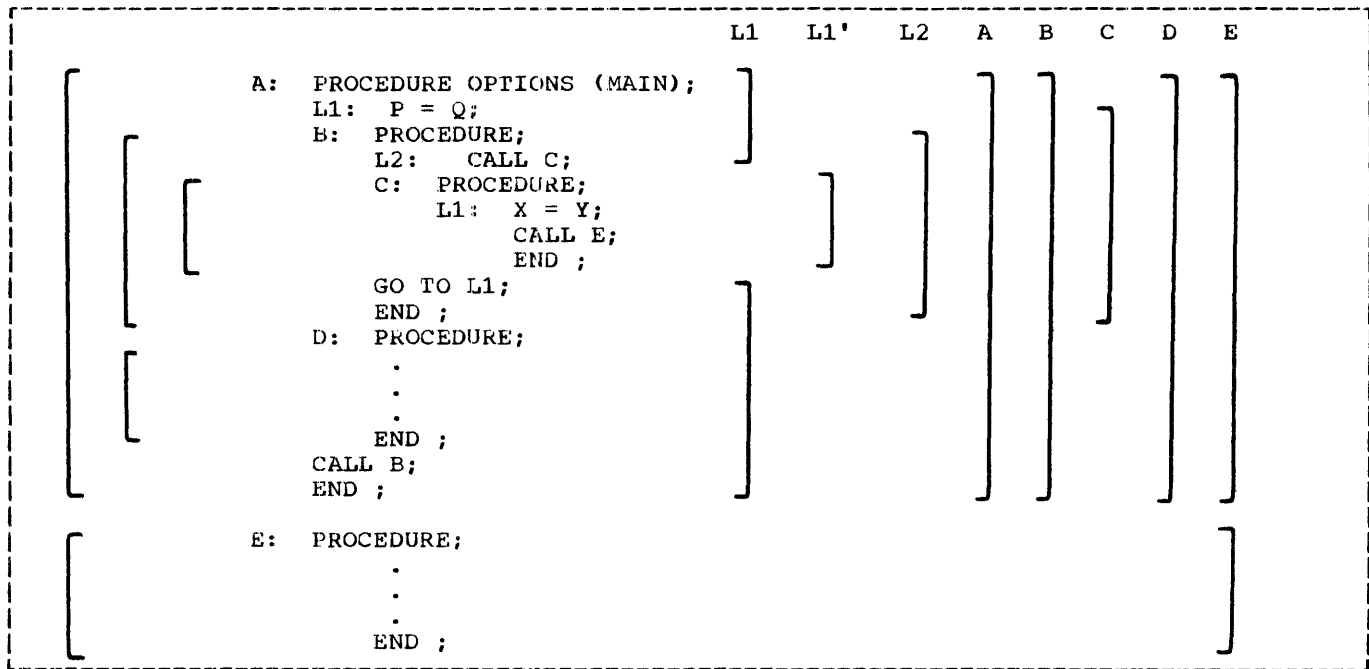 L1 L1' L2 A B C D E
A: PROCEDURE OPTIONS (MAIN);
L1: P = Q;
B: PROCEDURE;
L2: CALL C;
C: PROCEDURE;
L1: X = Y;
CALL E;
END ;
GO TO L1;
END ;
D: PROCEDURE;
.
.
.
END ;
CALL B;
END ;
E: PROCEDURE;
.
.
.
END ;